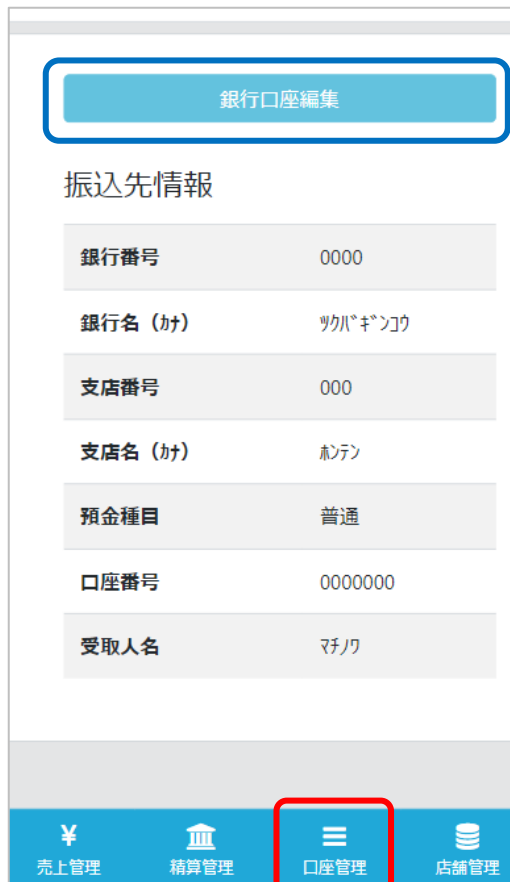 銀行口座編集
振込先情報
銀行番号 0000
銀行名（ｶﾅ） ﾂｸﾊﾞｷﾞﾝｺｳ
支店番号 000
支店名（ｶﾅ） ﾎﾝﾃﾝ
預金種目 普通
口座番号 0000000
受取人名 ﾏﾁﾉﾜ
¥ 売上管理 精算管理 口座管理 店舗管理